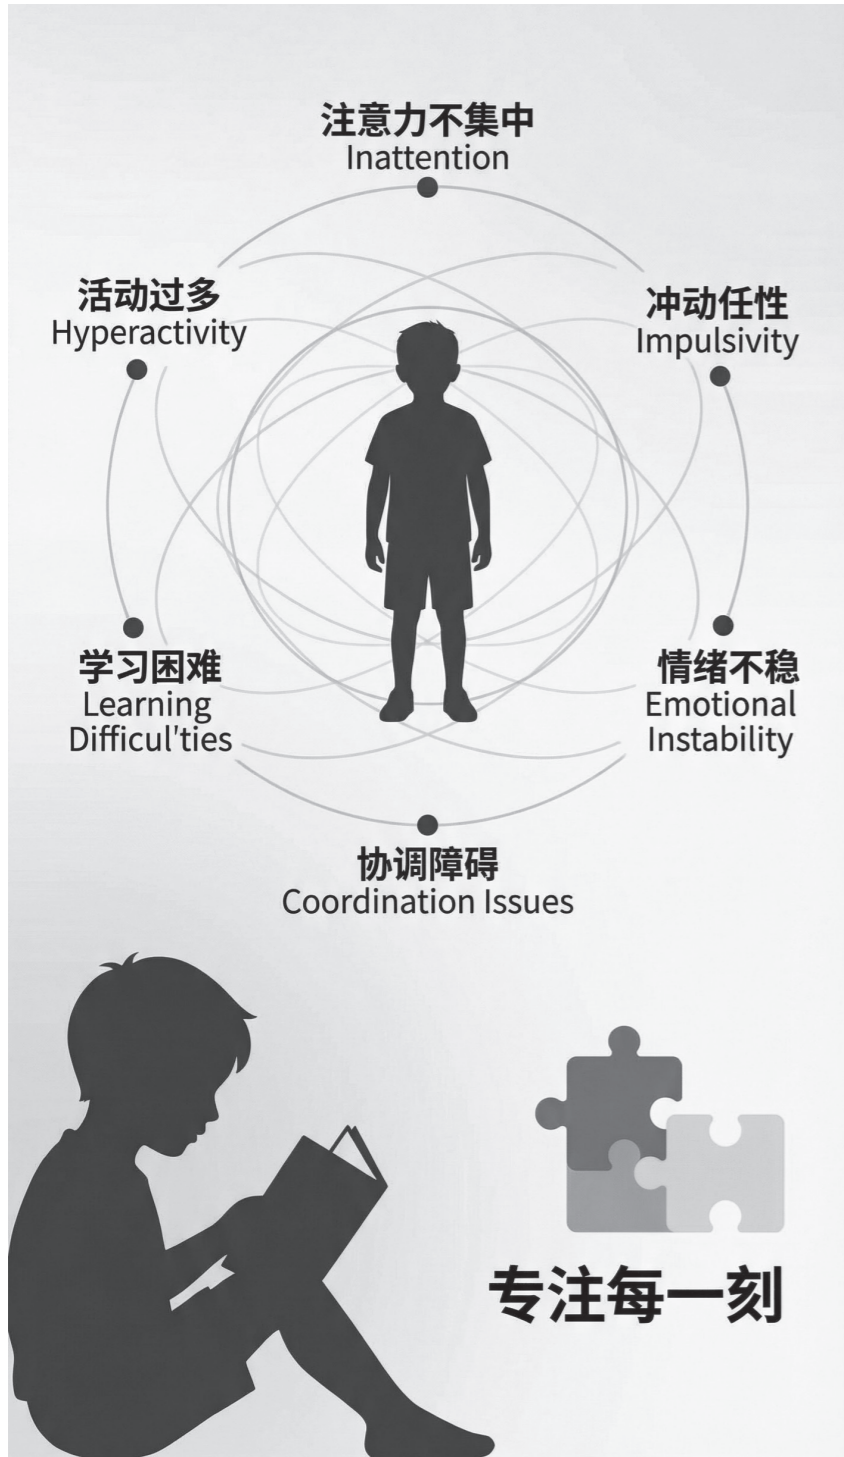 注意力不集中
Inattention
活动过多
Hyperactivity
冲动任性
Impulsivity
学习困难
Learning
Difficul'ties
情绪不稳
Emotional
Instability
协调障碍
Coordination Issues
专注每一刻